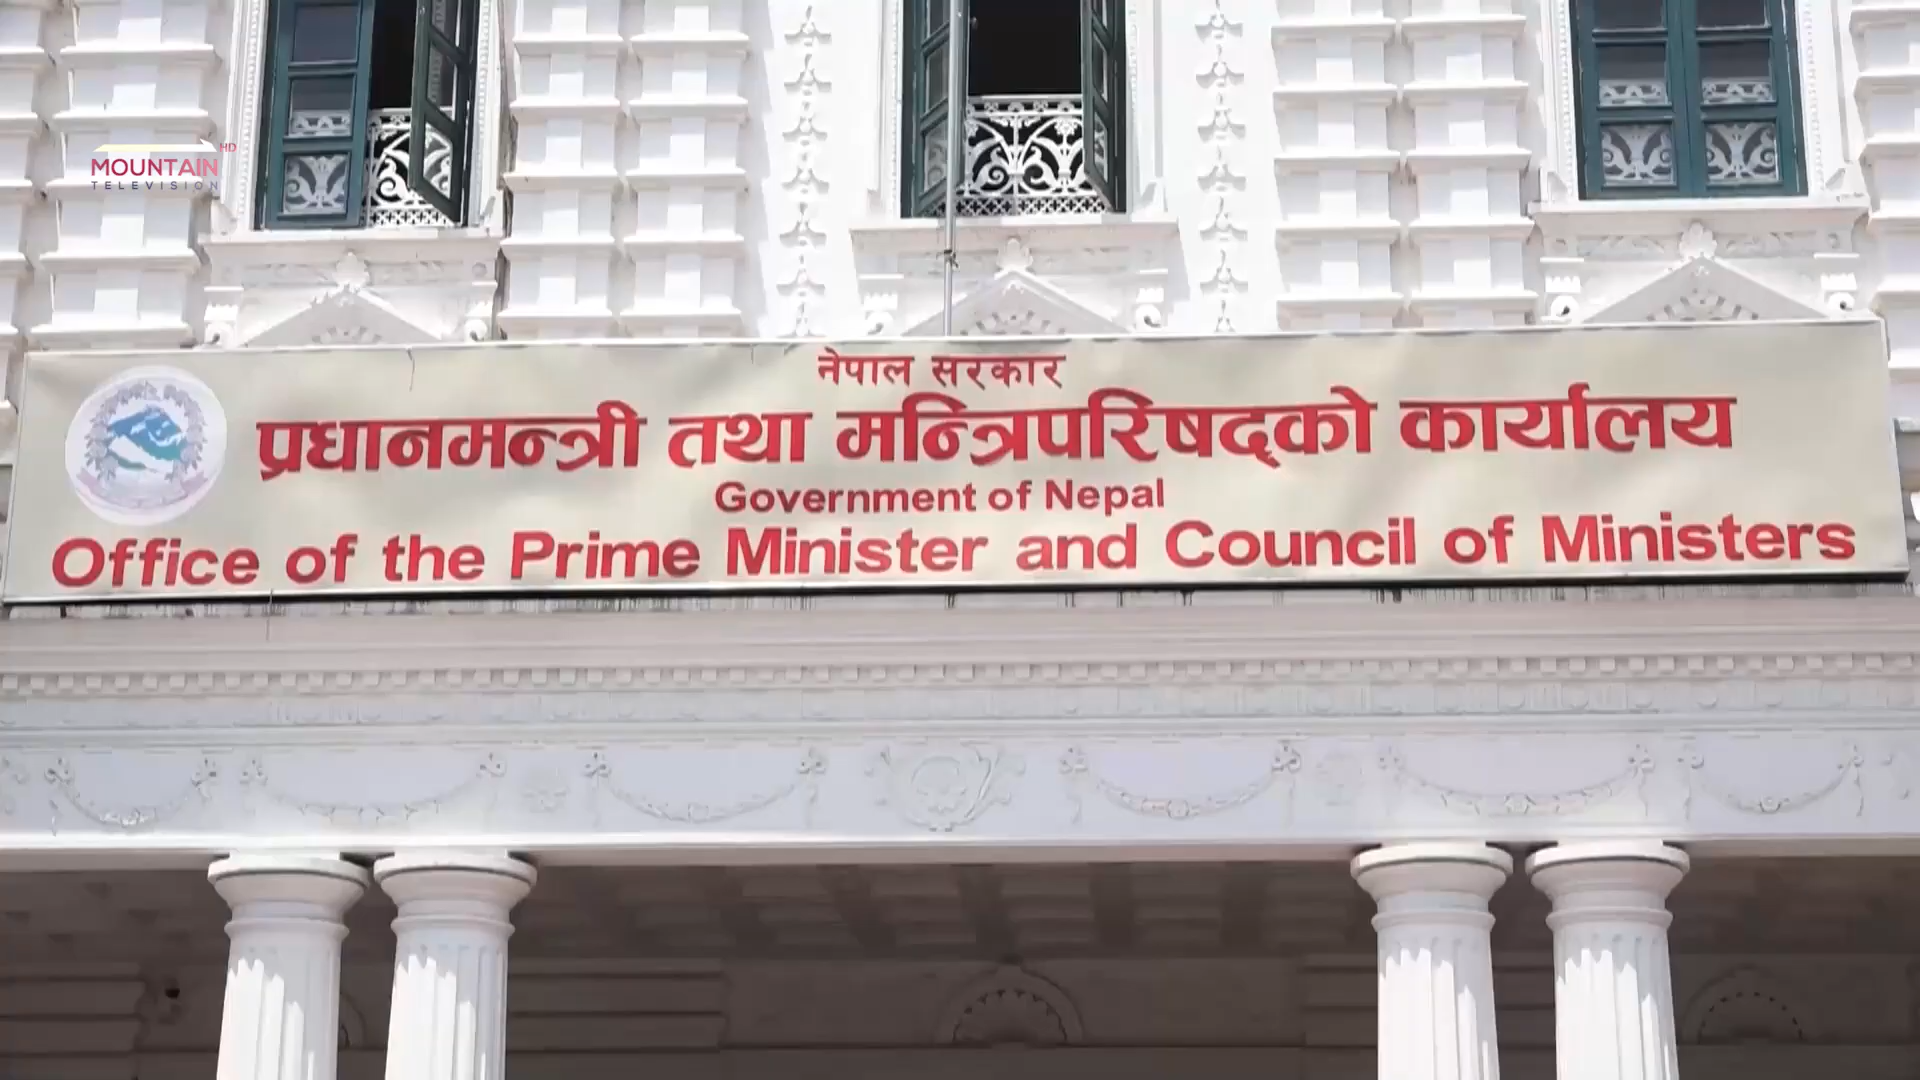 MOUNTAIN HD
TELEVISION
नेपाल सरकार
प्रधानमन्त्री तथा मन्त्रिपरिषद्को कार्यालय
Government of Nepal
Office of the Prime Minister and Council of Ministers